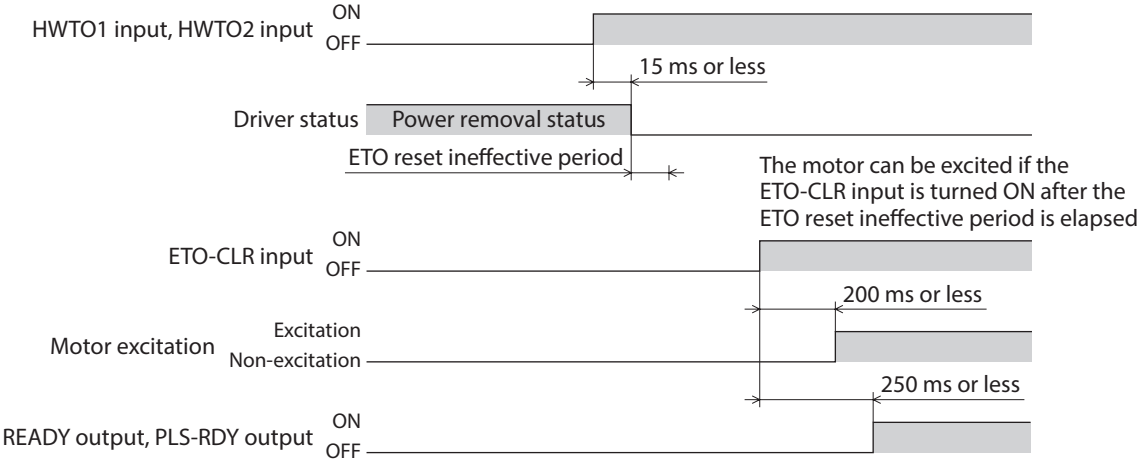 HWTO1 input, HWTO2 input
ON
OFF
15 ms or less
Driver status
Power removal status
ETO reset ineffective period
The motor can be excited if the
ETO-CLR input is turned ON after the
ETO reset ineffective period is elapsed
ETO-CLR input
ON
OFF
200 ms or less
Motor excitation
Excitation
Non-excitation
250 ms or less
READY output, PLS-RDY output
ON
OFF